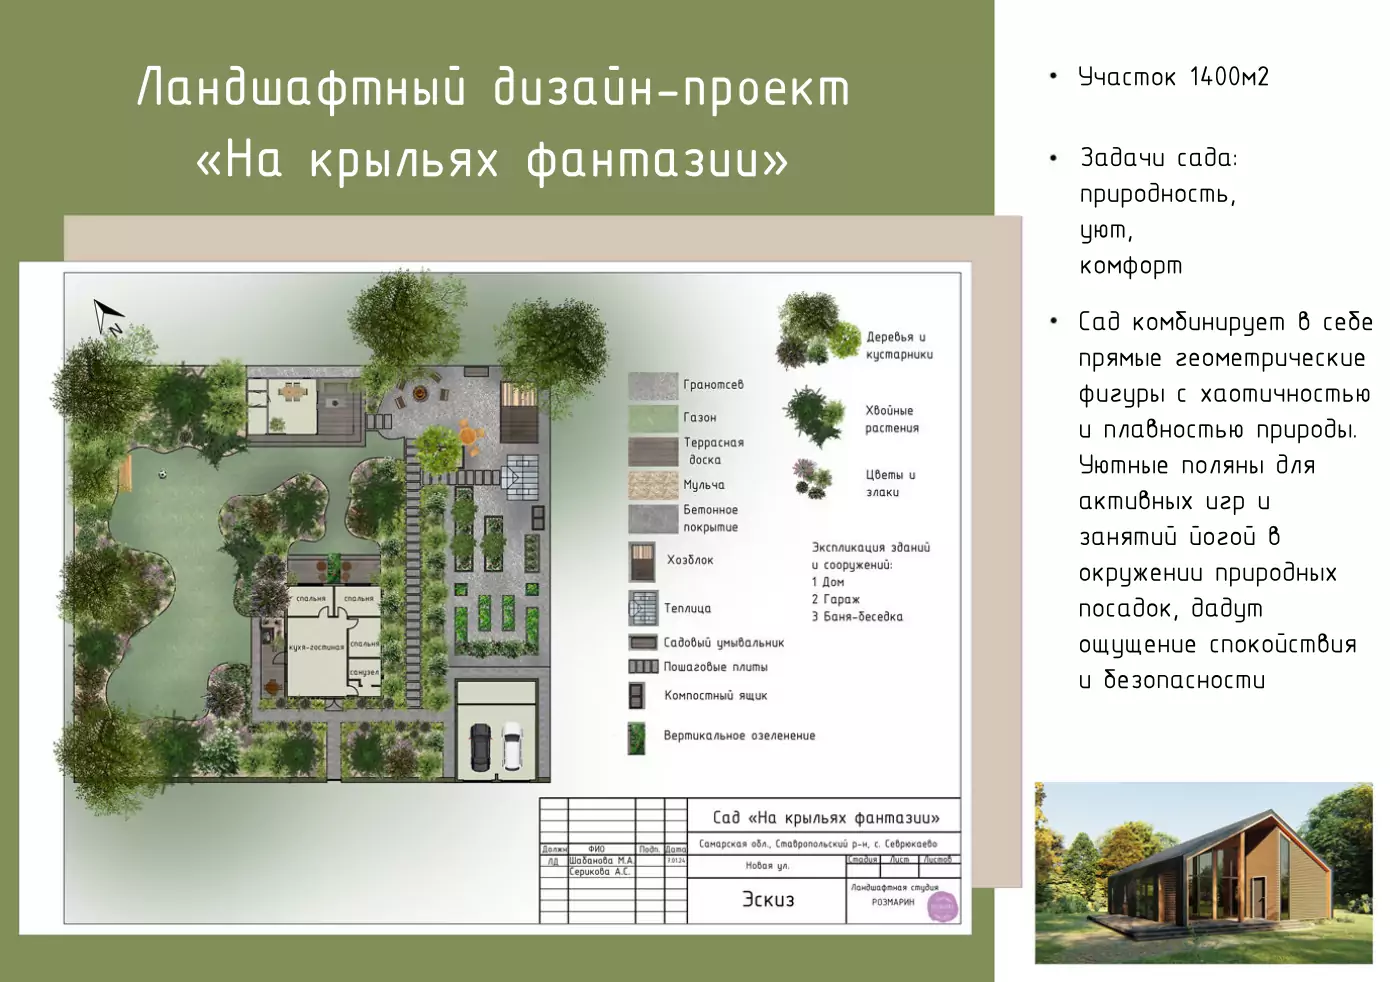 Ландшафтный дизайн-проект
«На крыльях фантазии»
• Участок 1400м2
• Задачи сада:
природность,
уют,
комфорт
• Сад комбинирует в себе
прямые геометрические
фигуры с хаотичностью
и плавностью природы.
Уютные поляны для
активных игр и
занятий йогой в
окружении природных
посадок, дадут
ощущение спокойствия
и безопасности
N
спальня
спальня
кухя-гостиная
спальня
санузел
Гранотсев
Газон
Террасная
доска
Мульча
Бетонное
покрытие
Хозблок
Теплица
Садовый умывальник
Пошаговые плиты
Компостный ящик
Вертикальное озеленение
Деревья и
кустарники
Хвойные
растения
Цветы и
злаки
Экспликация зданий
и сооружений:
1 Дом
2 Гараж
3 Баня-беседка
Сад «На крыльях фантазии»
Самарская обл., Ставропольский р-н, с. Севрюкаево
Должн ФИО Подп. Дата
ЛД Шабанова М.А. 7.01.24
Серикова А.С.
Новая ул.
Стадия Лист Листов
Эскиз
Ландшафтная студия
РОЗМАРИН